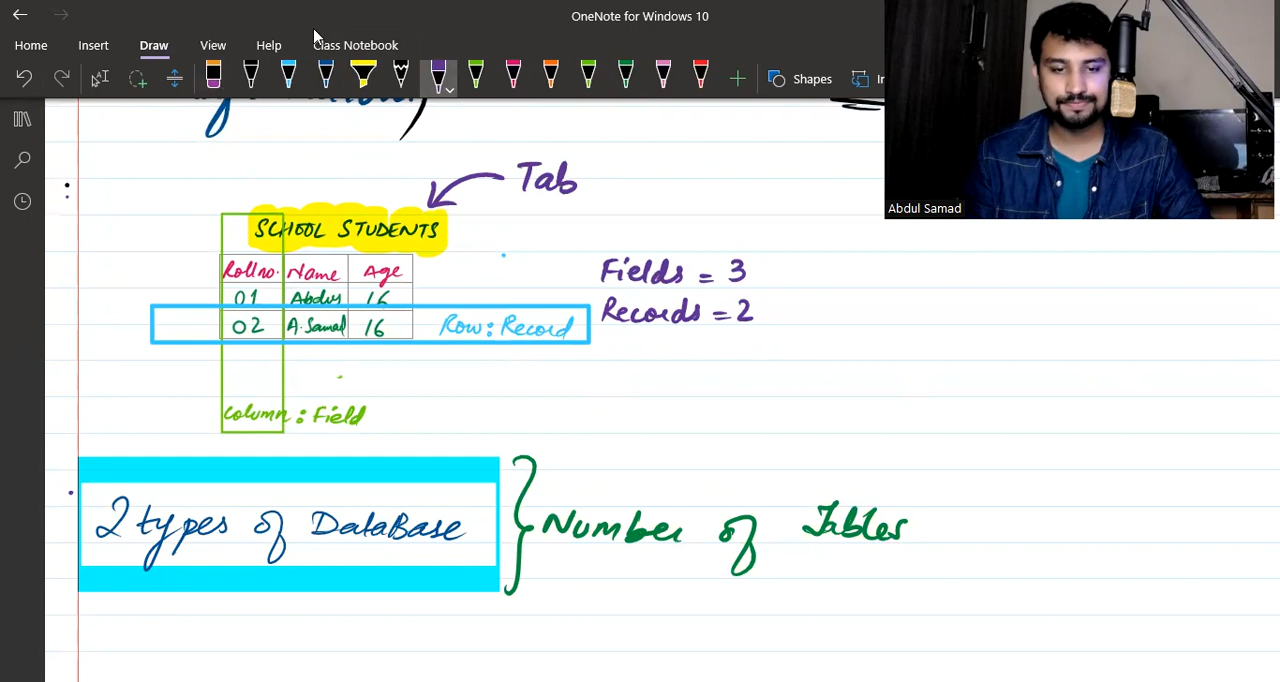 OneNote for Windows 10
Home Insert Draw View Help Class Notebook
Shapes In
Abdul Samad
Tab
SCHOOL STUDENTS
Rollno. Name Age
01 Abdus 16
02 A.Samad 16 Row : Record
Fields = 3
Records = 2
Column : Field
2 types of DataBase
Number of Tables